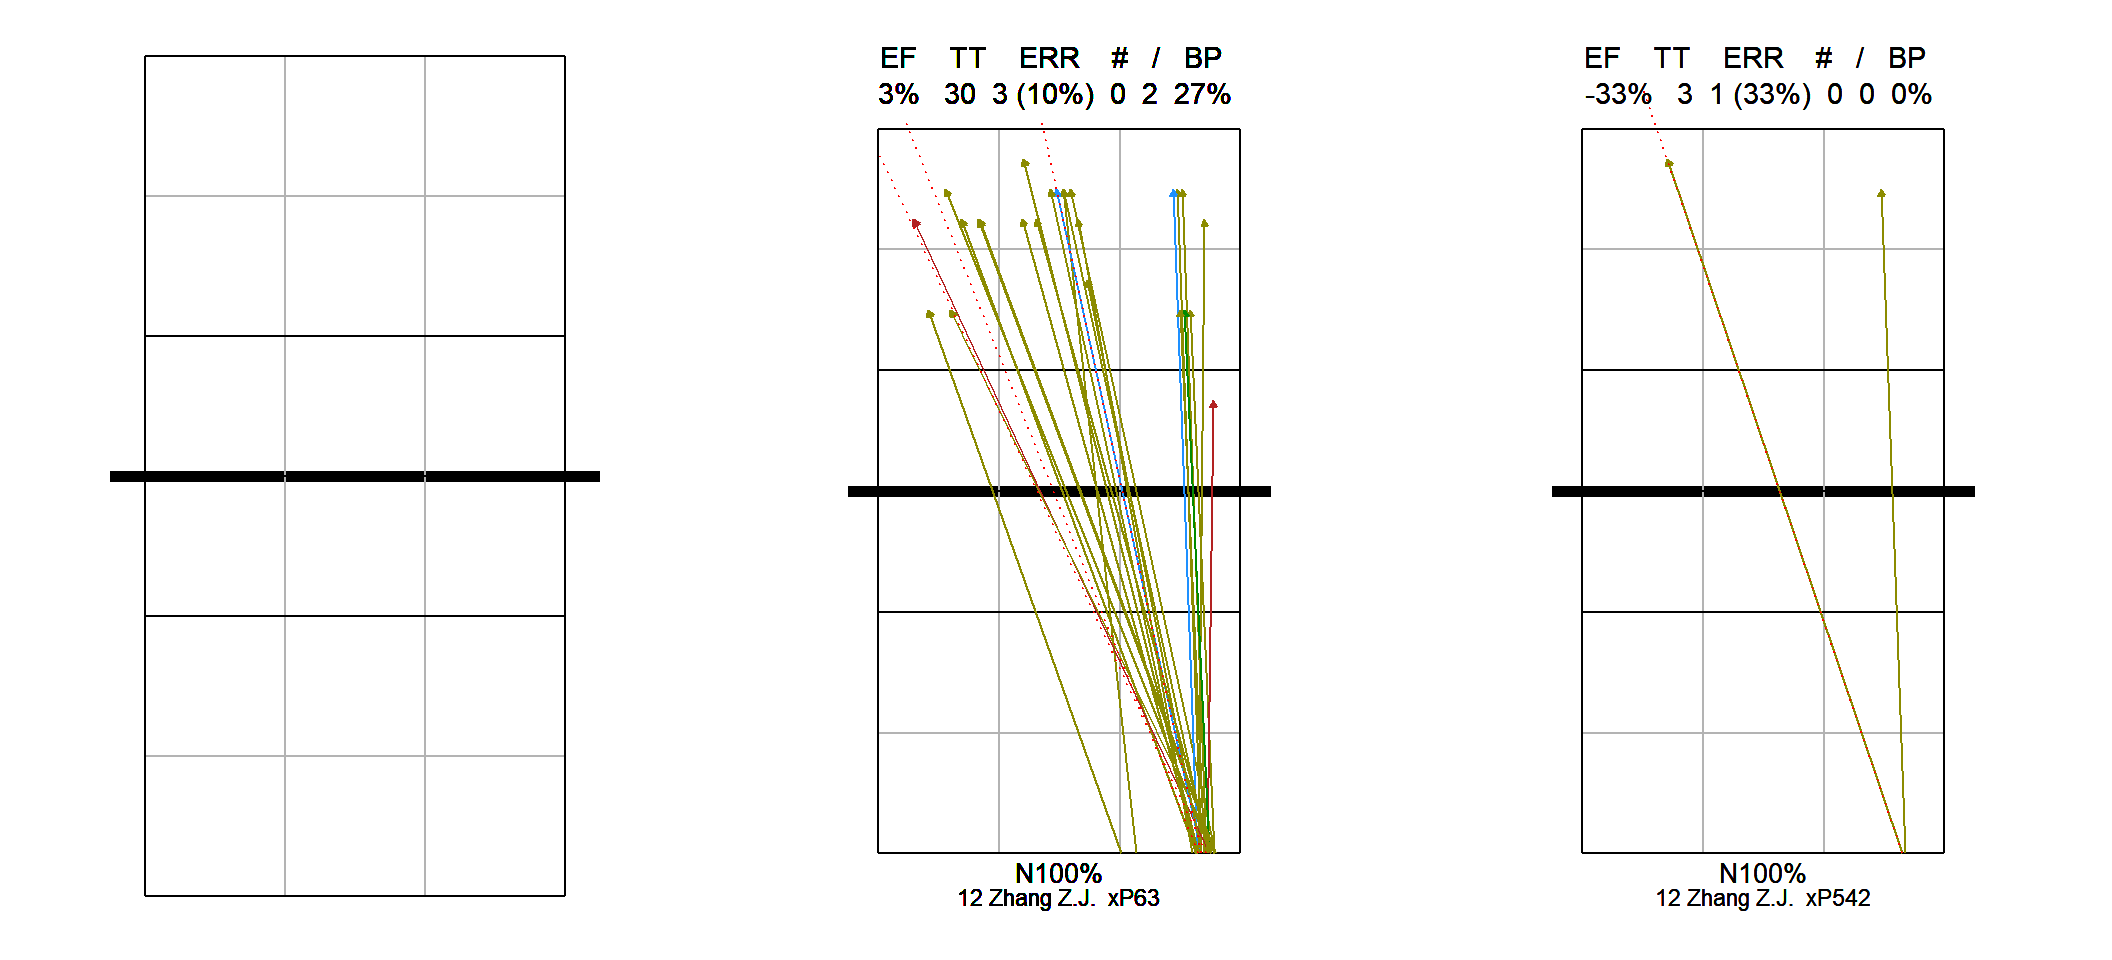 EF TT ERR # / BP
3% 30 3 (10%) 0 2 27%
N100%
12 Zhang Z.J. xP63
EF TT ERR # / BP
-33% 3 1 (33%) 0 0 0%
N100%
12 Zhang Z.J. xP542